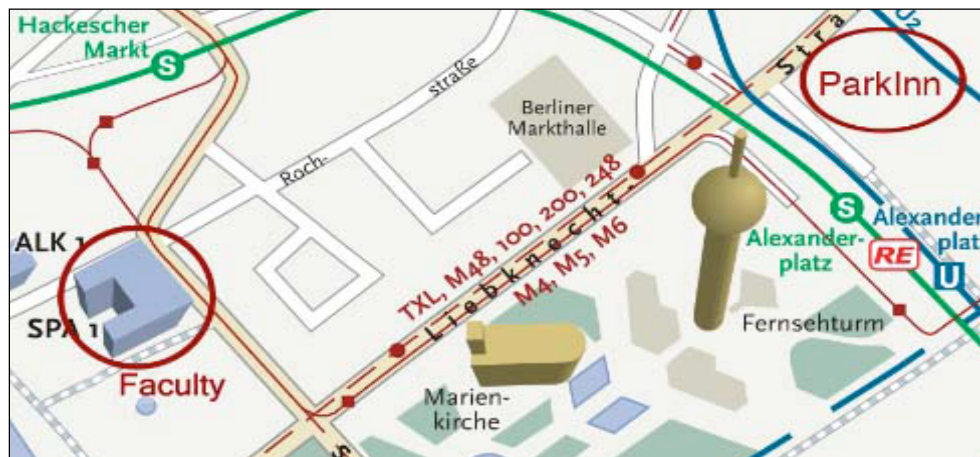 Hackescher
Markt
S
straße
Roch-
Berliner
Markthalle
Stra
U2
ParkInn
TXL, M48, 100, 200, 248
Liebknecht-
M4, M5, M6
S
Alexander-
platz
RE
Alexander
plat
U
Fernsehturm
ALK 1
SPA 1
Faculty
Marien-
kirche
S